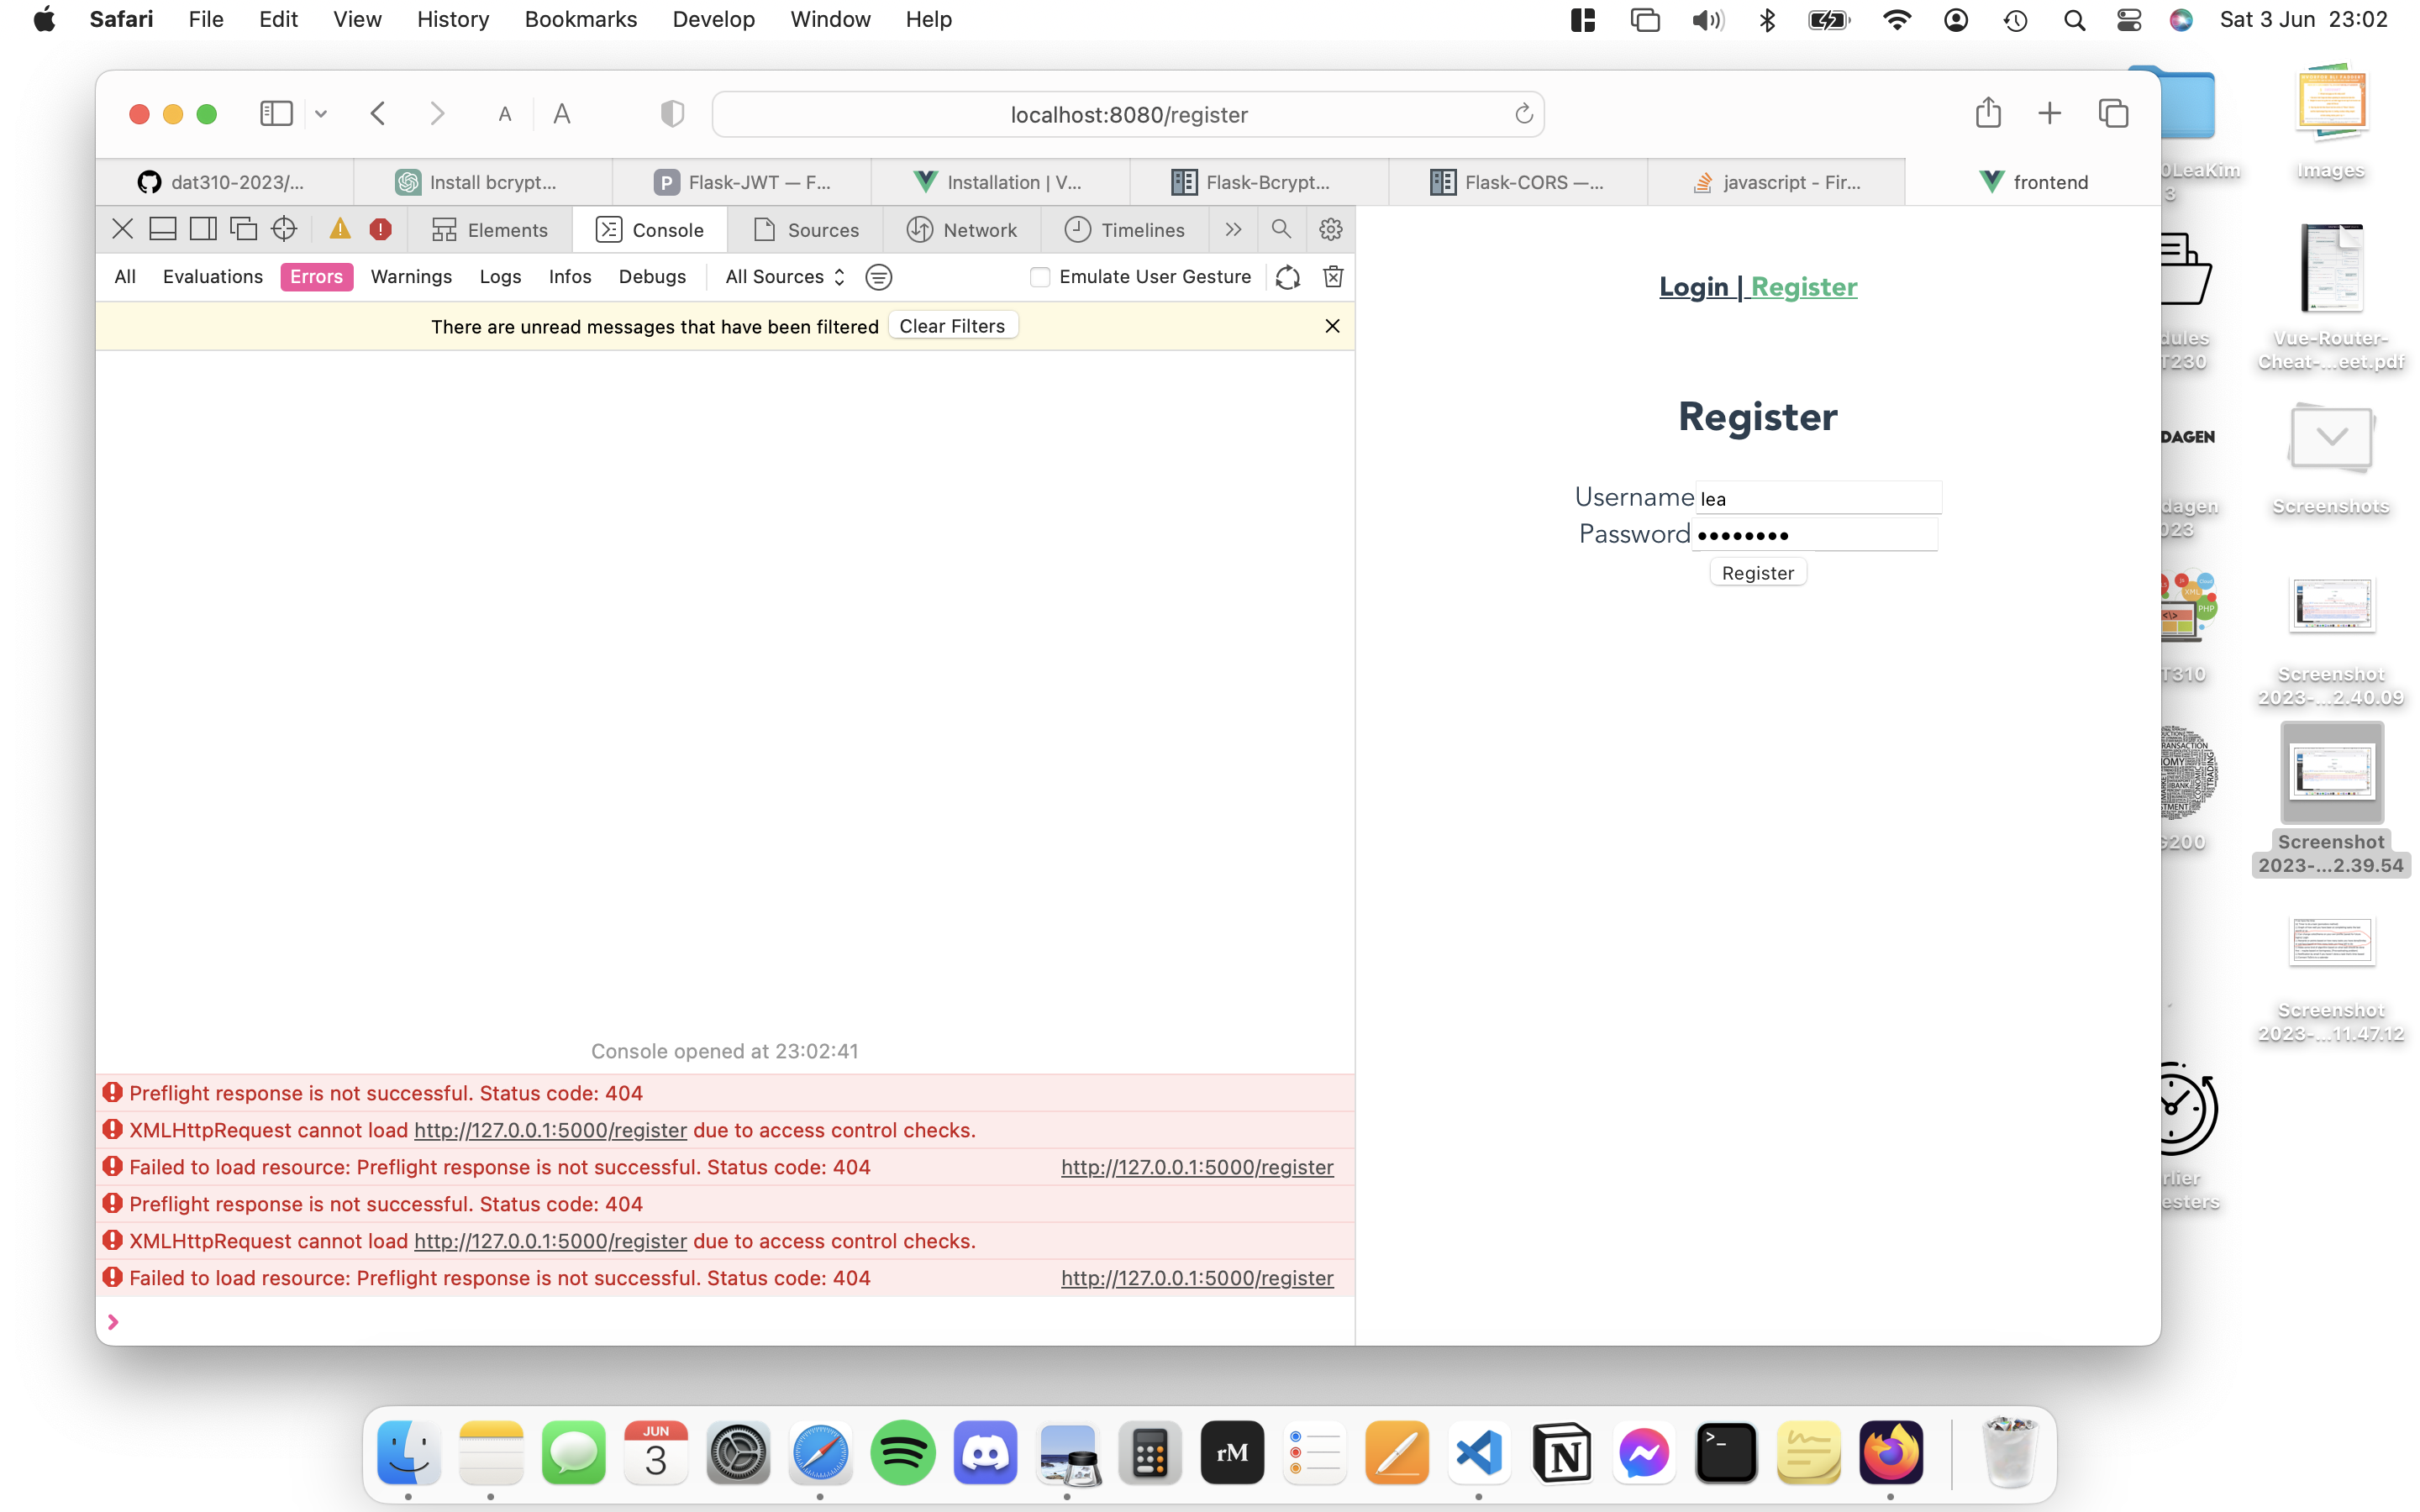 Safari File Edit View History Bookmarks Develop Window Help Sat 3 Jun 23:02
localhost:8080/register
dat310-2023/... Install bcrypt... Flask-JWT — F... Installation | V... Flask-Bcrypt... Flask-CORS —... javascript - Fir... frontend
Elements Console Sources Network Timelines
All Evaluations Errors Warnings Logs Infos Debugs All Sources Emulate User Gesture
There are unread messages that have been filtered Clear Filters
Console opened at 23:02:41
Preflight response is not successful. Status code: 404
XMLHttpRequest cannot load http://127.0.0.1:5000/register due to access control checks.
Failed to load resource: Preflight response is not successful. Status code: 404 http://127.0.0.1:5000/register
Preflight response is not successful. Status code: 404
XMLHttpRequest cannot load http://127.0.0.1:5000/register due to access control checks.
Failed to load resource: Preflight response is not successful. Status code: 404 http://127.0.0.1:5000/register
Login | Register
Register
Username lea
Password ••••••••
Register
0LeaKim
3
dules
T230
DAGEN
dagen
023
XML
PHP
T310
G200
rlier
esters
Images
Vue-Router-
Cheat-...eet.pdf
Screenshots
Screenshot
2023-...2.40.09
Screenshot
2023-...2.39.54
Screenshot
2023-...11.47.12
JUN
3
rM